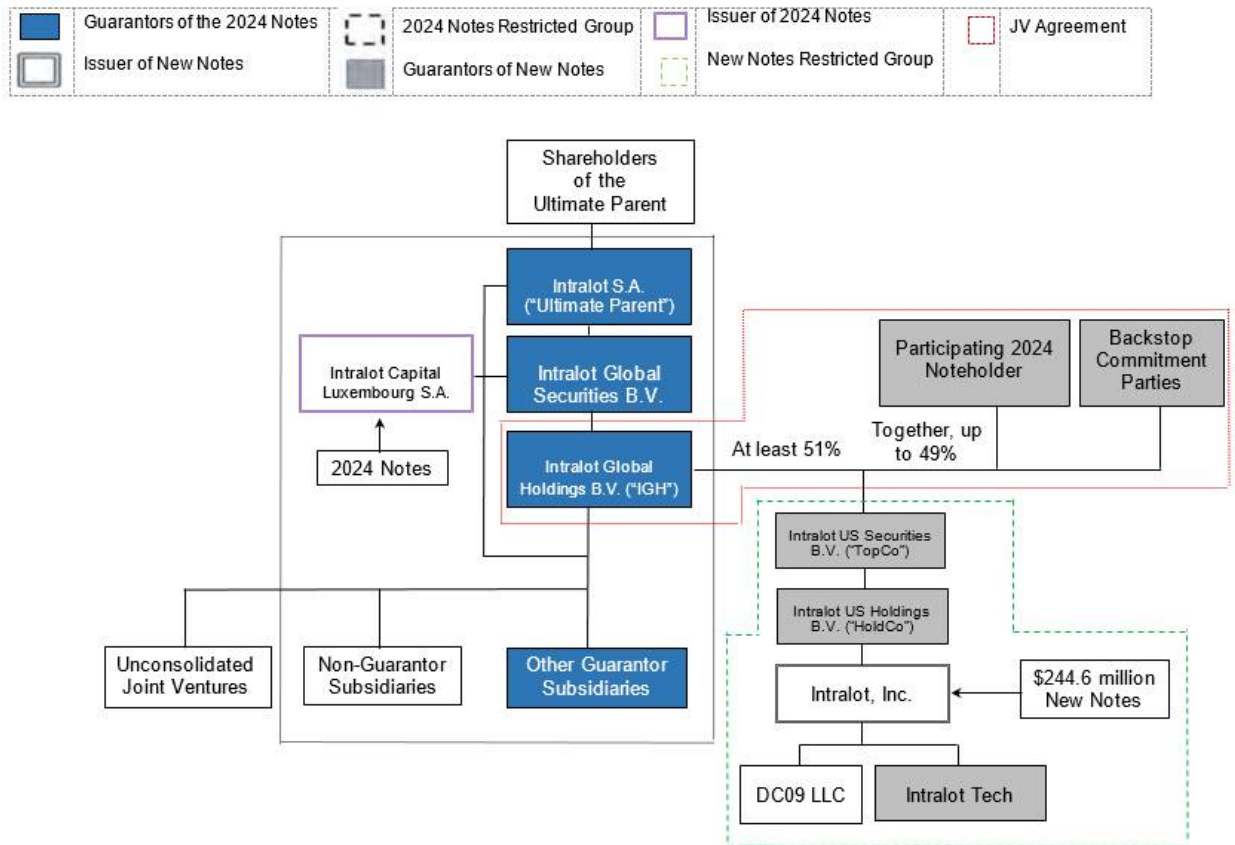 Guarantors of the 2024 Notes
2024 Notes Restricted Group
Issuer of 2024 Notes
JV Agreement
Issuer of New Notes
Guarantors of New Notes
New Notes Restricted Group
Shareholders
of the
Ultimate Parent
Intralot S.A.
(“Ultimate Parent”)
Intralot Capital
Luxembourg S.A.
Intralot Global
Securities B.V.
Participating 2024
Noteholder
Backstop
Commitment
Parties
2024 Notes
Intralot Global
Holdings B.V. (“IGH”)
At least 51%
Together, up
to 49%
Intralot US Securities
B.V. (“TopCo”)
Intralot US Holdings
B.V. (“HoldCo”)
Unconsolidated
Joint Ventures
Non-Guarantor
Subsidiaries
Other Guarantor
Subsidiaries
Intralot, Inc.
$244.6 million
New Notes
DC09 LLC
Intralot Tech